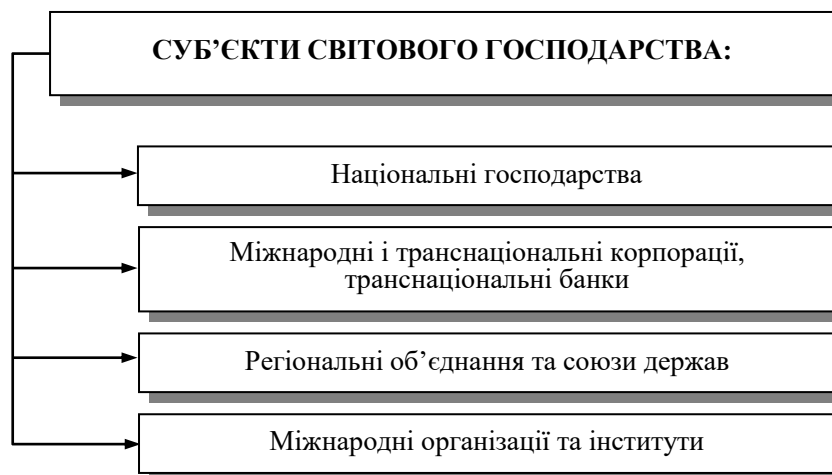 СУБ’ЄКТИ СВІТОВОГО ГОСПОДАРСТВА:
Національні господарства
Міжнародні і транснаціональні корпорації,
транснаціональні банки
Регіональні об’єднання та союзи держав
Міжнародні організації та інститути